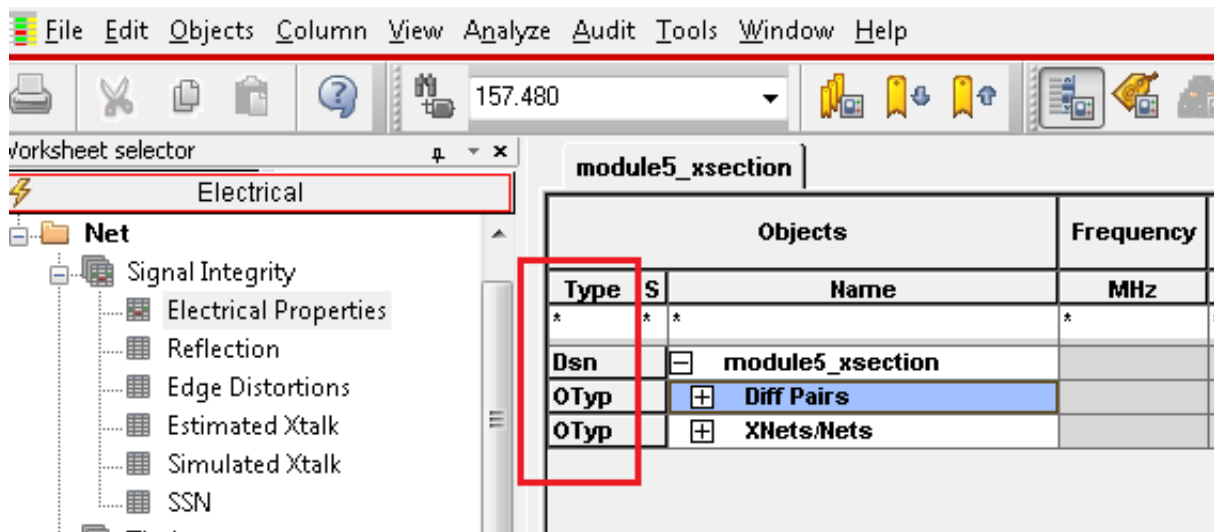 File Edit Objects Column View Analyze Audit Tools Window Help
157.480
Worksheet selector
Electrical
module5_xsection
Net
Signal Integrity
Electrical Properties
Reflection
Edge Distortions
Estimated Xtalk
Simulated Xtalk
SSN
Objects Frequency
Type S Name MHz
* * * *
Dsn module5_xsection
OTyp Diff Pairs
OTyp XNets/Nets